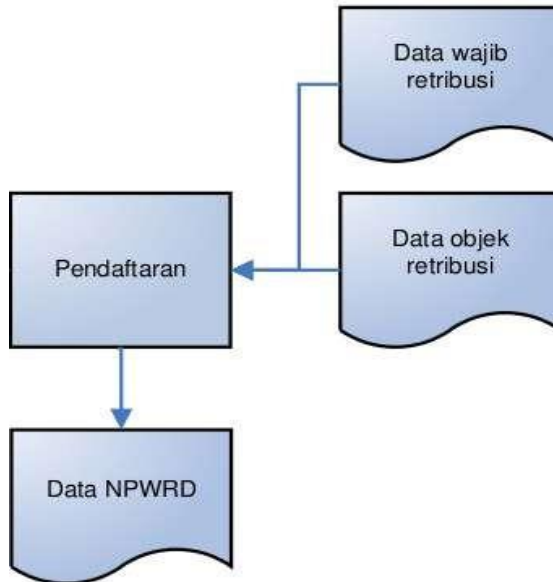 Data wajib
retribusi
Data objek
retribusi
Pendaftaran
Data NPWRD